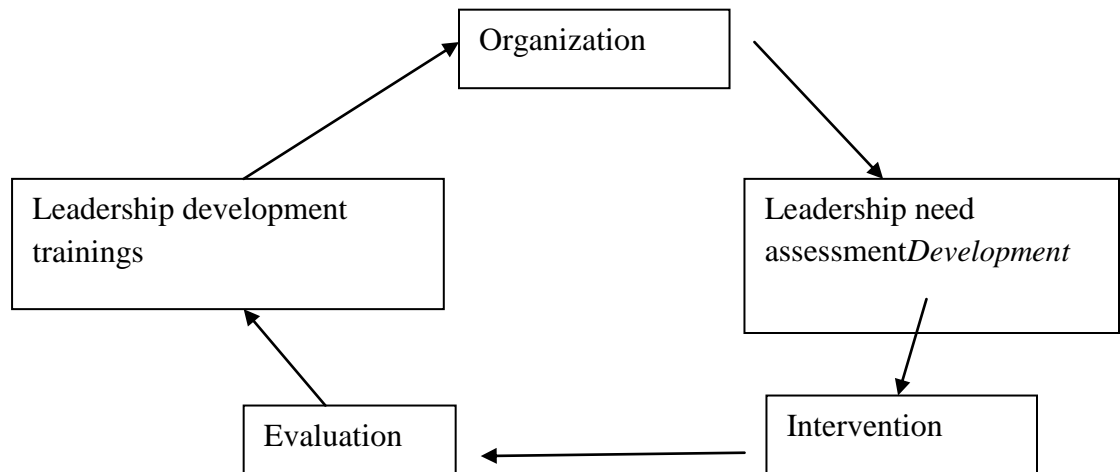 Organization
Leadership development
trainings
Leadership need
assessmentDevelopment
Evaluation
Intervention